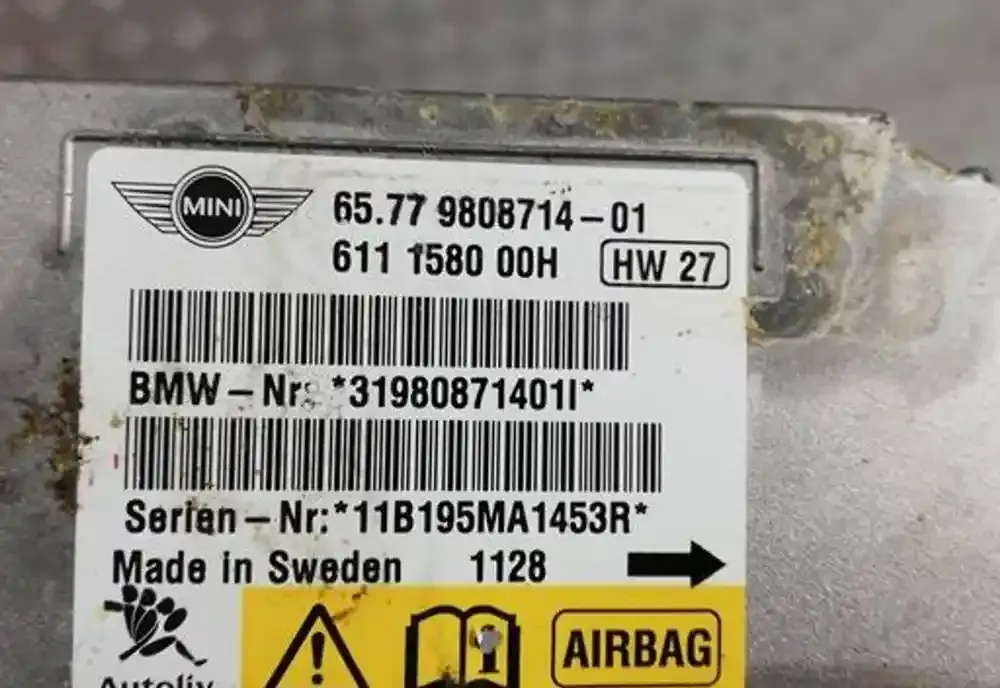 MINI
65.77 9808714-01
611 1580 00H
HW 27
BMW-Nr: *31980871401I*
Serien-Nr:*11B195MA1453R*
Made in Sweden 1128
AIRBAG
Autoliv